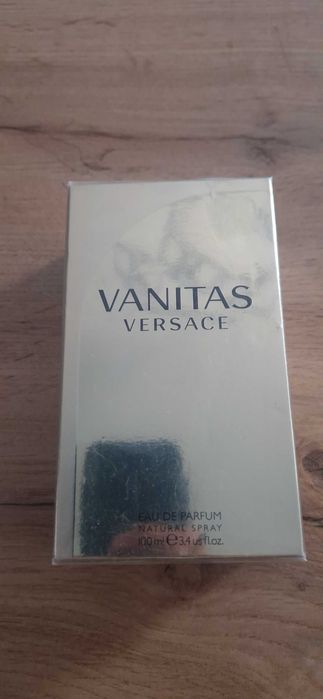 VANITAS
VERSACE
EAU DE PARFUM
NATURAL SPRAY
100 ml ℮ 3.4 us fl.oz.